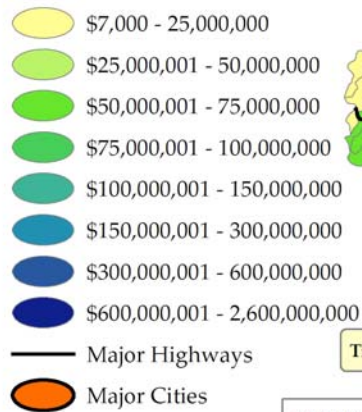 $7,000 - 25,000,000
$25,000,001 - 50,000,000
$50,000,001 - 75,000,000
$75,000,001 - 100,000,000
$100,000,001 - 150,000,000
$150,000,001 - 300,000,000
$300,000,001 - 600,000,000
$600,000,001 - 2,600,000,000
Major Highways
T
Major Cities